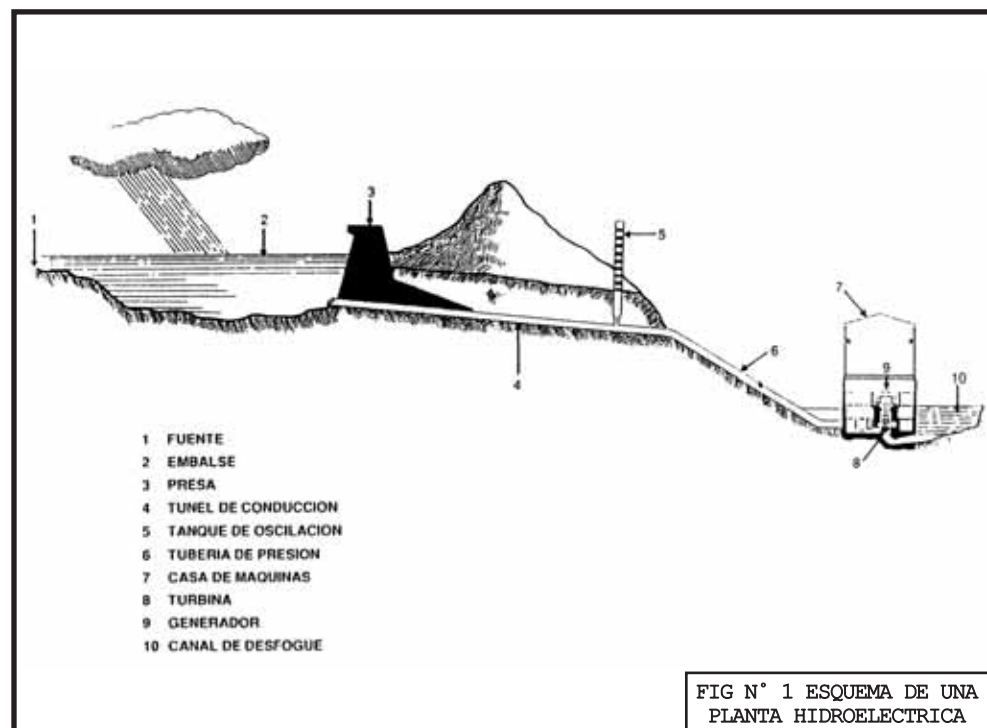 3
1
2
5
7
6
9
10
4
8
1 FUENTE
2 EMBALSE
3 PRESA
4 TUNEL DE CONDUCCION
5 TANQUE DE OSCILACION
6 TUBERIA DE PRESION
7 CASA DE MAQUINAS
8 TURBINA
9 GENERADOR
10 CANAL DE DESFOGUE
FIG N° 1 ESQUEMA DE UNA
PLANTA HIDROELECTRICA